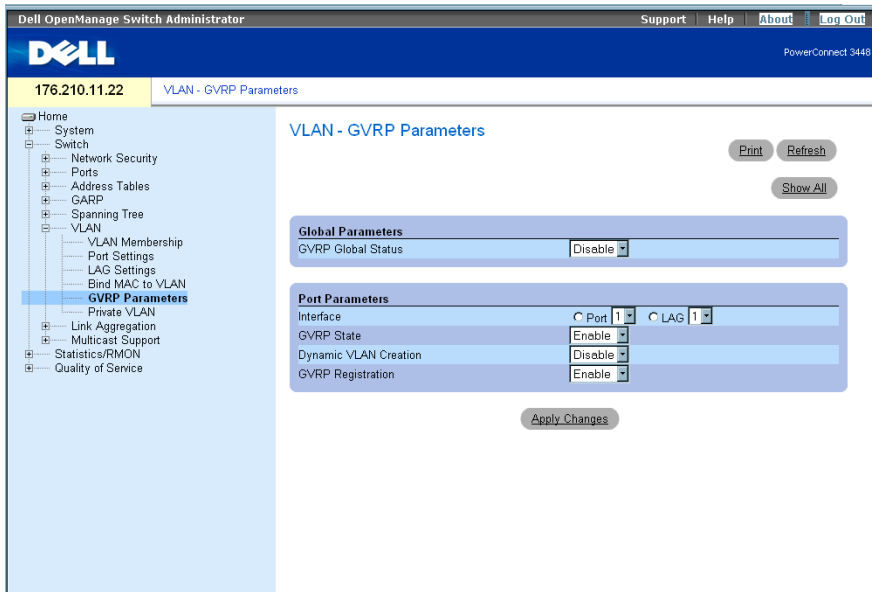 Dell OpenManage Switch Administrator Support Help About Log Out
DELL
PowerConnect 3448
176.210.11.22 VLAN - GVRP Parameters
Home
System
Switch
Network Security
Ports
Address Tables
GARP
Spanning Tree
VLAN
VLAN Membership
Port Settings
LAG Settings
Bind MAC to VLAN
GVRP Parameters
Private VLAN
Link Aggregation
Multicast Support
Statistics/RMON
Quality of Service
VLAN - GVRP Parameters
Print Refresh
Show All
Global Parameters
GVRP Global Status Disable
Port Parameters
Interface Port 1 LAG 1
GVRP State Enable
Dynamic VLAN Creation Disable
GVRP Registration Enable
Apply Changes